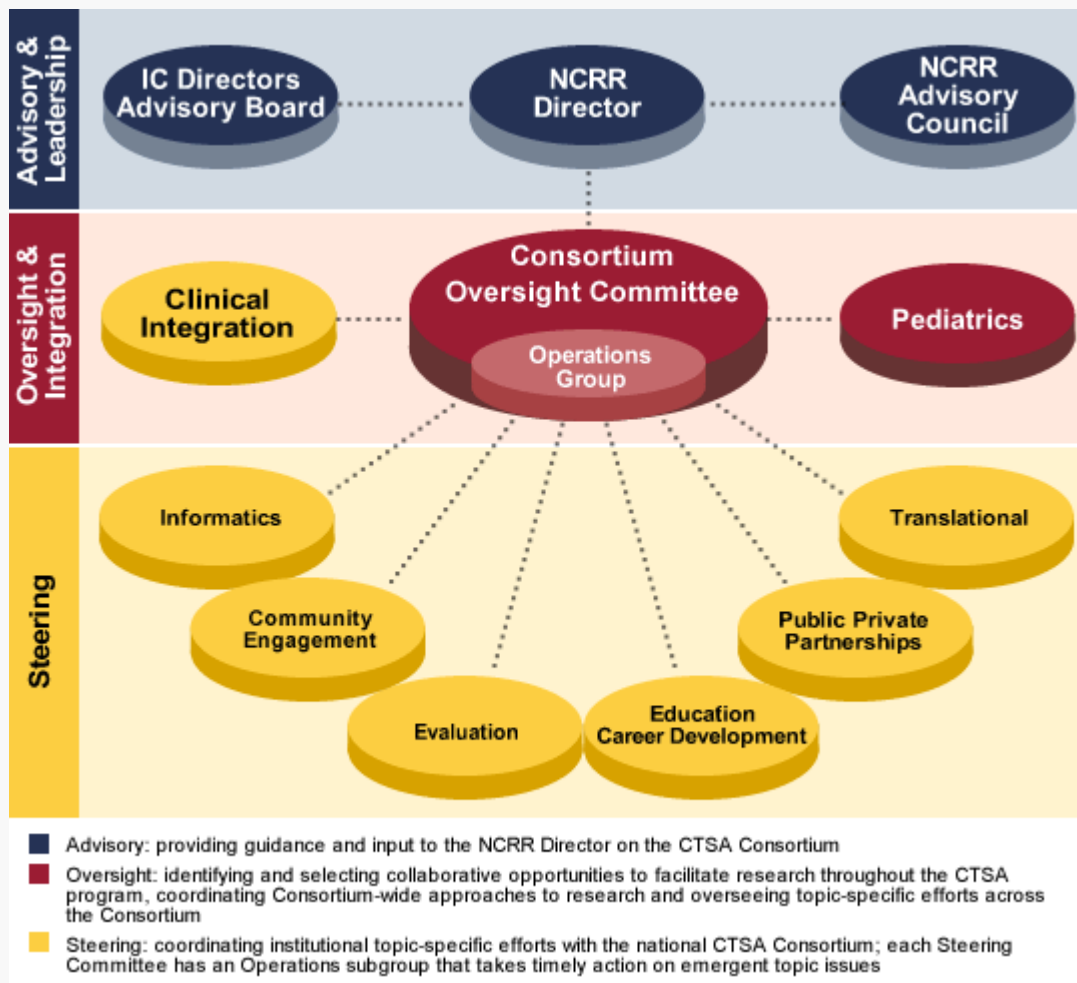 Advisory &
Leadership
IC Directors
Advisory Board
NCRR
Director
NCRR
Advisory
Council
Oversight &
Integration
Clinical
Integration
Consortium
Oversight Committee
Operations
Group
Pediatrics
Steering
Informatics
Translational
Community
Engagement
Public Private
Partnerships
Evaluation
Education
Career Development
Advisory: providing guidance and input to the NCRR Director on the CTSA Consortium
Oversight: identifying and selecting collaborative opportunities to facilitate research throughout the CTSA
program, coordinating Consortium-wide approaches to research and overseeing topic-specific efforts across
the Consortium
Steering: coordinating institutional topic-specific efforts with the national CTSA Consortium; each Steering
Committee has an Operations subgroup that takes timely action on emergent topic issues